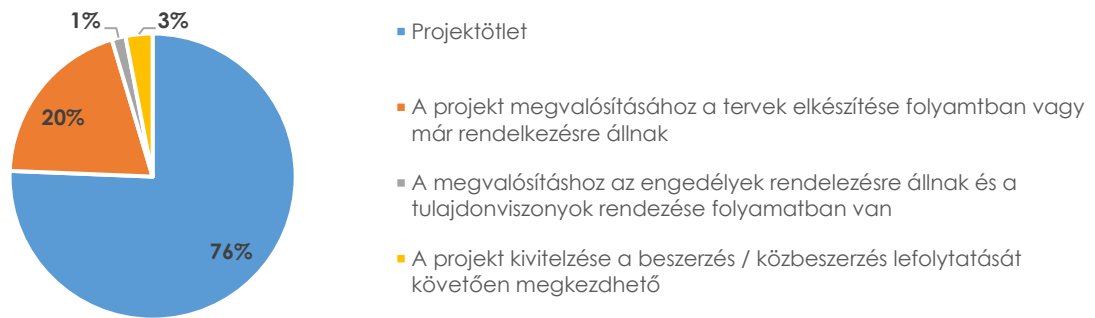 1%
3%
20%
76%
Projektötlet
A projekt megvalósításához a tervek elkészítése folyamtban vagy
már rendelkezésre állnak
A megvalósításhoz az engedélyek rendelezésre állnak és a
tulajdonviszonyok rendezése folyamatban van
A projekt kivitelzése a beszerzés / közbeszerzés lefolytatását
követően megkezdhető